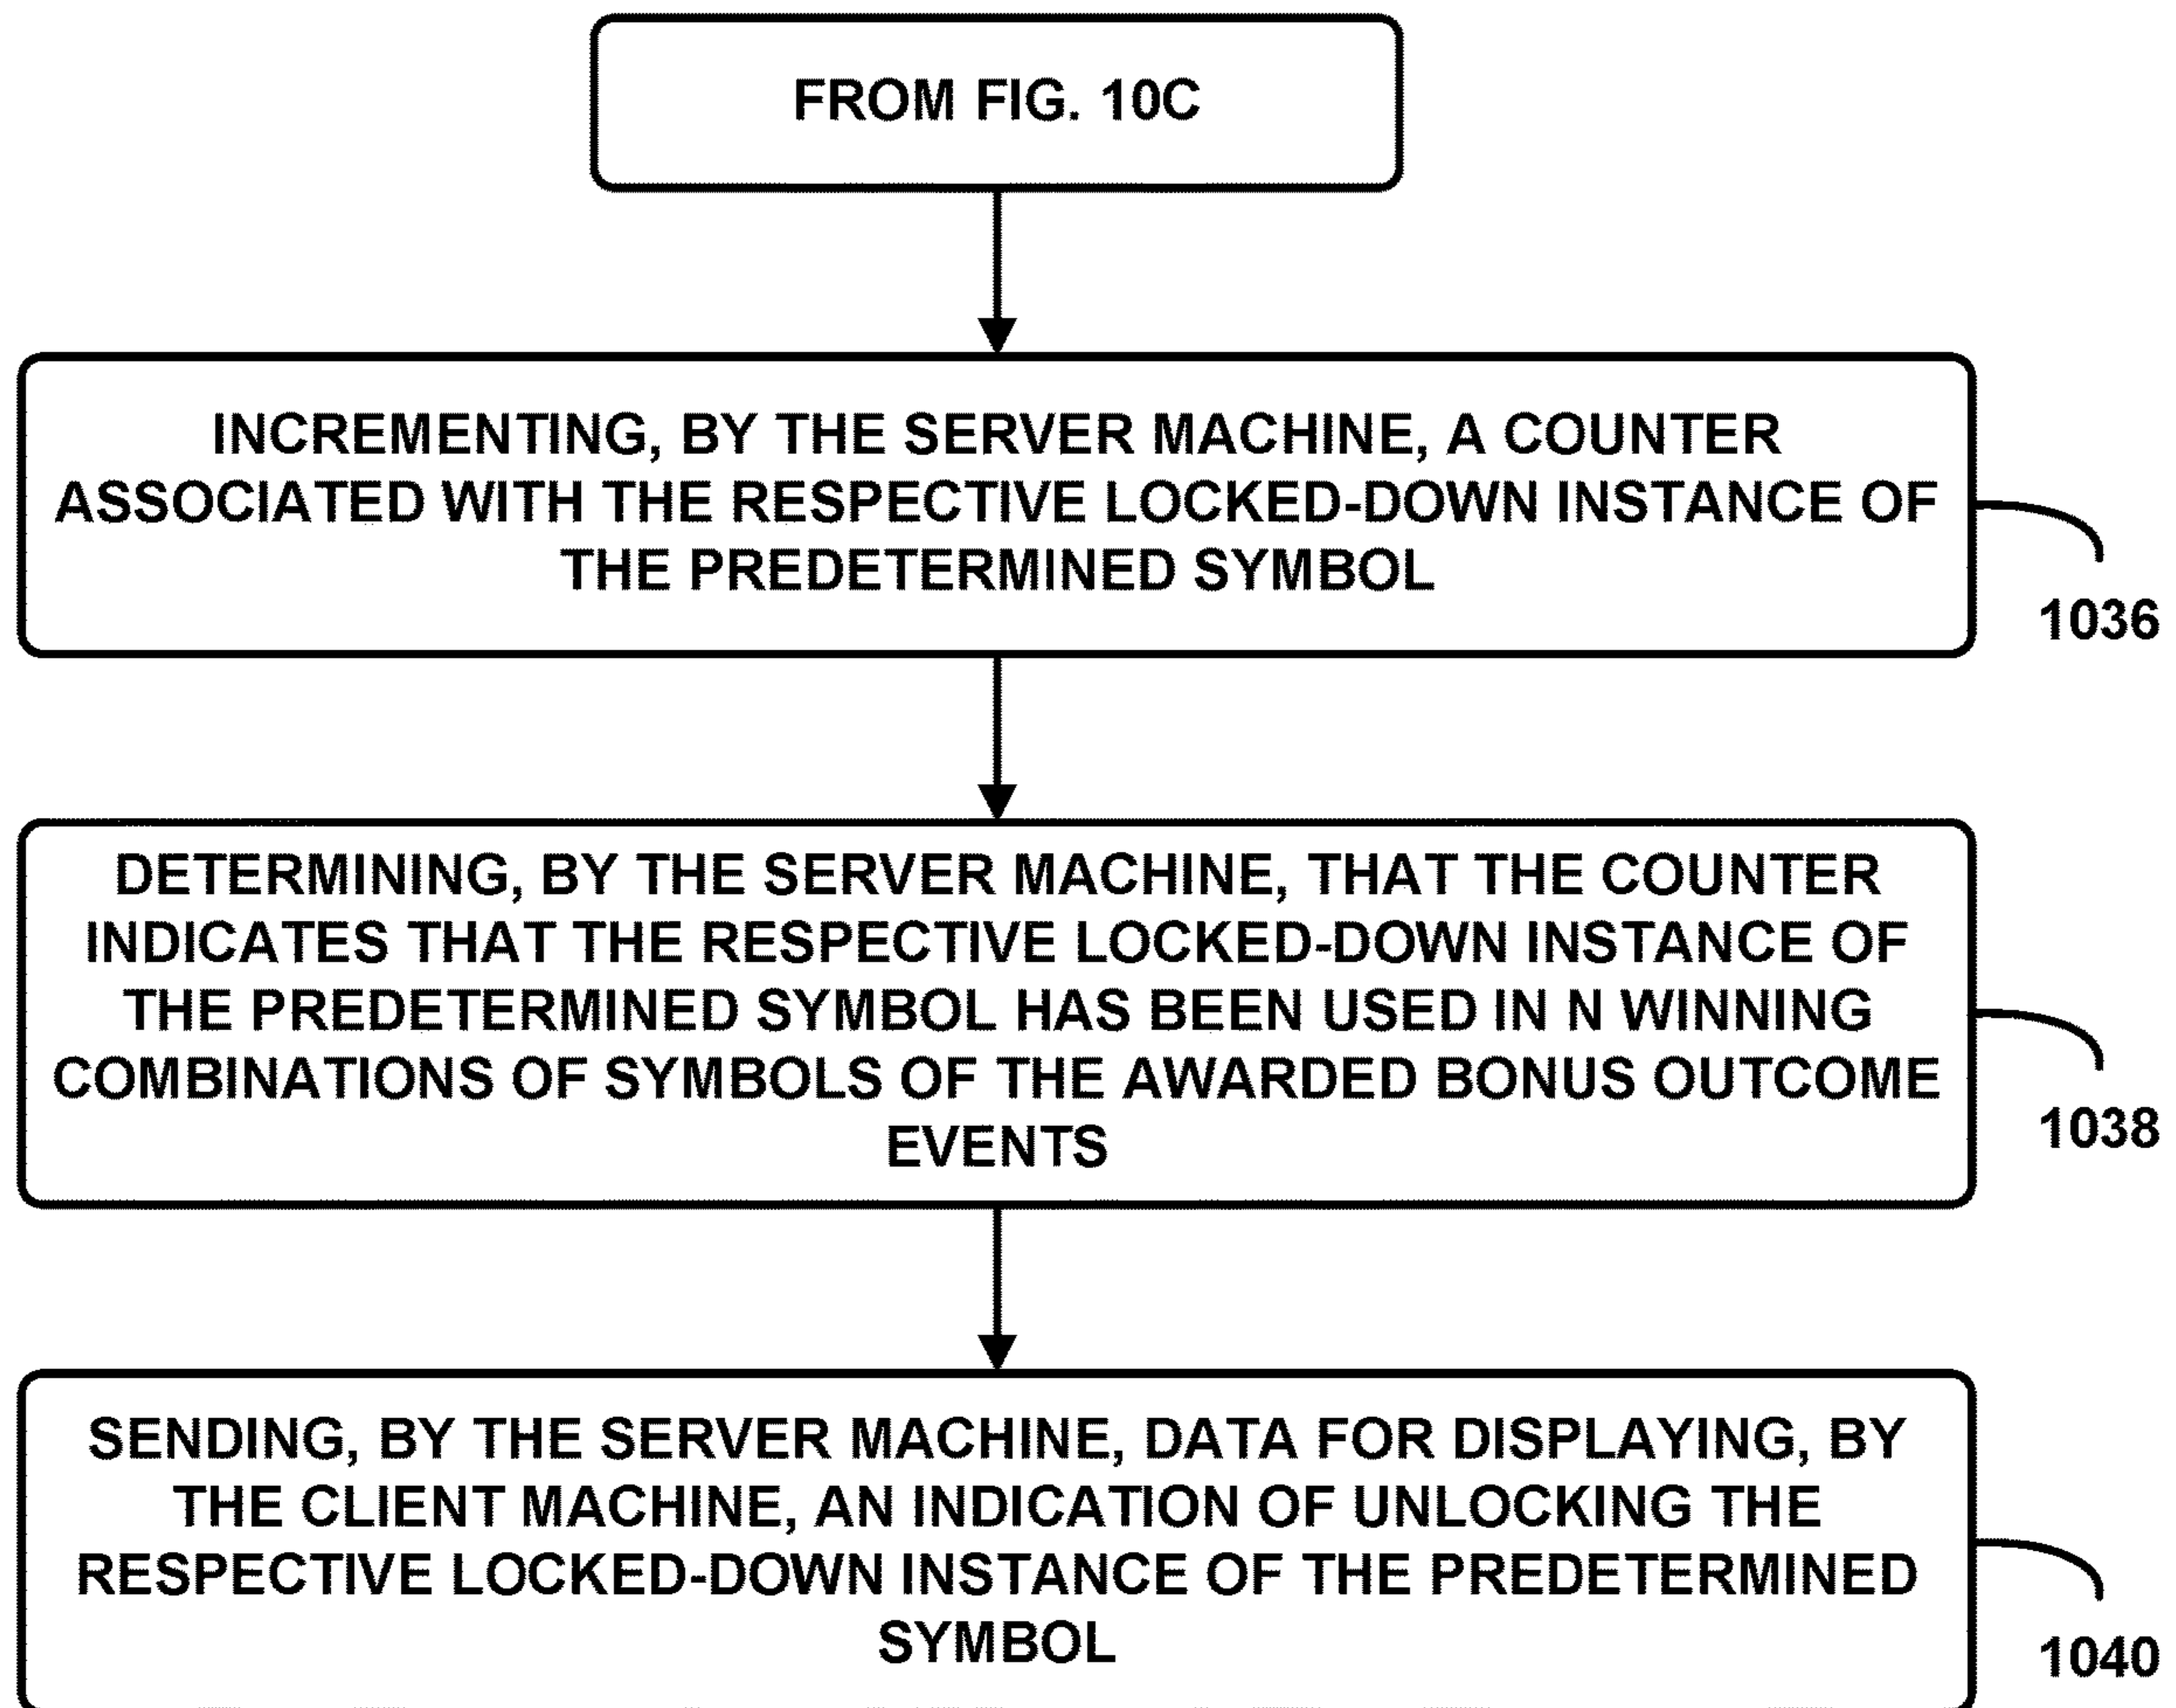 FROM FIG. 10C
INCREMENTING, BY THE SERVER MACHINE, A COUNTER
ASSOCIATED WITH THE RESPECTIVE LOCKED-DOWN INSTANCE OF
THE PREDETERMINED SYMBOL
1036
DETERMINING, BY THE SERVER MACHINE, THAT THE COUNTER
INDICATES THAT THE RESPECTIVE LOCKED-DOWN INSTANCE OF
THE PREDETERMINED SYMBOL HAS BEEN USED IN N WINNING
COMBINATIONS OF SYMBOLS OF THE AWARDED BONUS OUTCOME
EVENTS
1038
SENDING, BY THE SERVER MACHINE, DATA FOR DISPLAYING, BY
THE CLIENT MACHINE, AN INDICATION OF UNLOCKING THE
RESPECTIVE LOCKED-DOWN INSTANCE OF THE PREDETERMINED
SYMBOL
1040